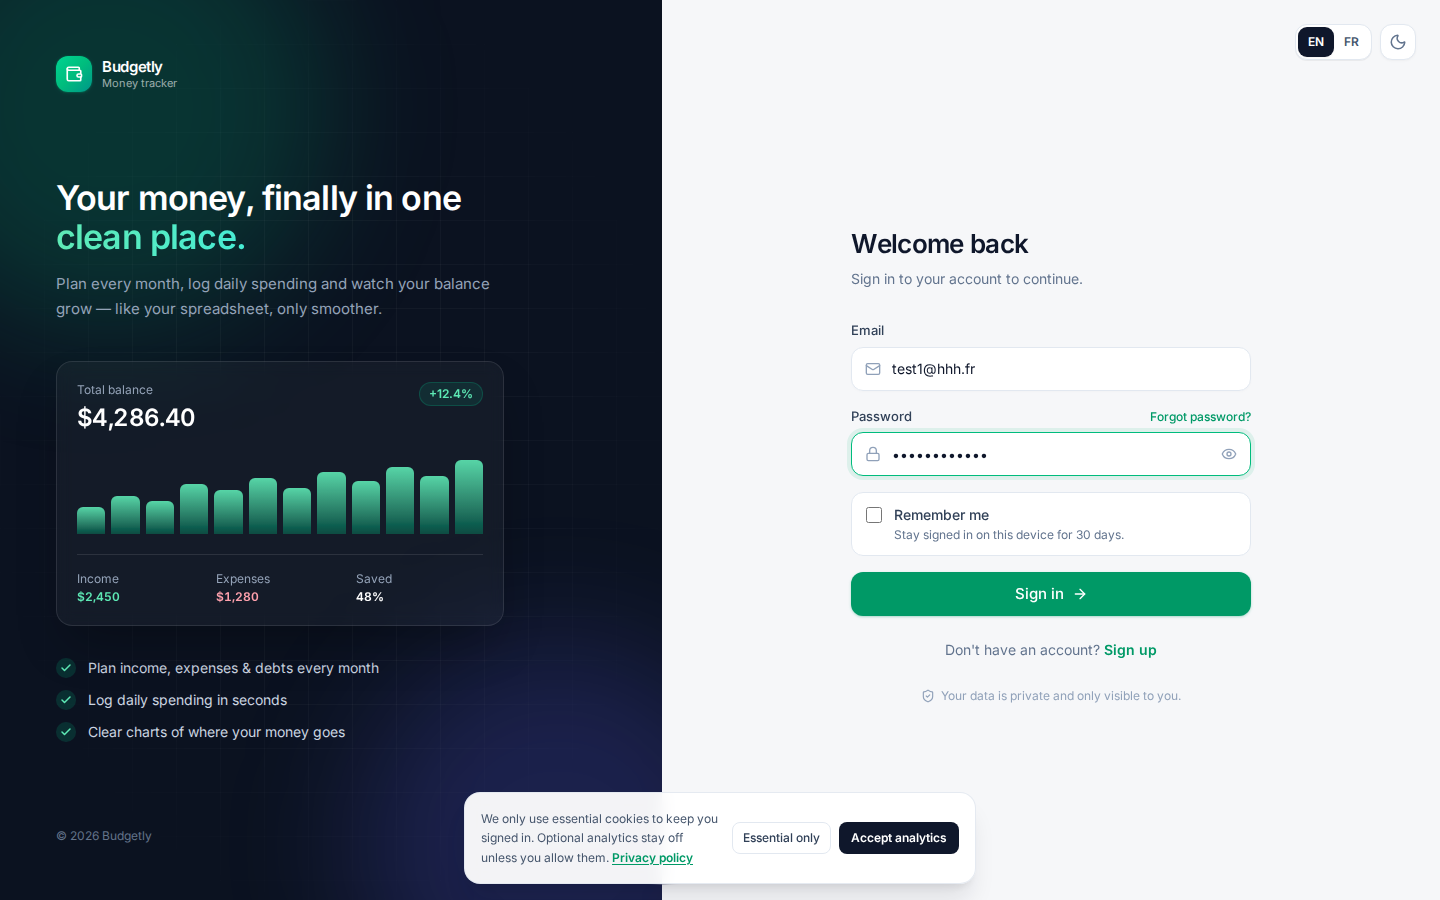 Budgetly
Money tracker
Your money, finally in one
clean place.
Plan every month, log daily spending and watch your balance
grow — like your spreadsheet, only smoother.
Total balance
+12.4%
$4,286.40
Income
Expenses
Saved
$2,450
$1,280
48%
Plan income, expenses & debts every month
Log daily spending in seconds
Clear charts of where your money goes
© 2026 Budgetly
EN
FR
Welcome back
Sign in to your account to continue.
Email
test1@hhh.fr
Password
Forgot password?
••••••••••••
Remember me
Stay signed in on this device for 30 days.
Sign in →
Don't have an account? Sign up
Your data is private and only visible to you.
We only use essential cookies to keep you
signed in. Optional analytics stay off
unless you allow them. Privacy policy
Essential only
Accept analytics